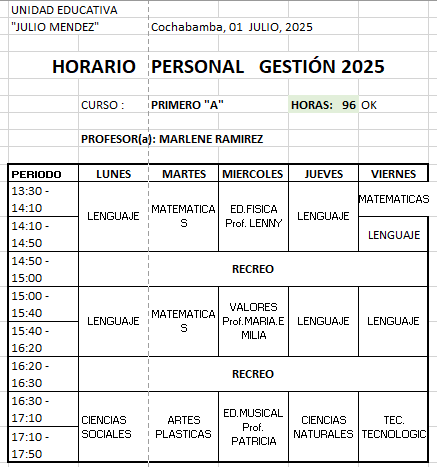 UNIDAD EDUCATIVA
"JULIO MENDEZ" Cochabamba, 01 JULIO, 2025
HORARIO PERSONAL GESTIÓN 2025
CURSO : PRIMERO "A" HORAS: 96 OK
PROFESOR(a): MARLENE RAMIREZ
PERIODO LUNES MARTES MIERCOLES JUEVES VIERNES
13:30 -
14:10
LENGUAJE
MATEMATICA
S
ED.FISICA
Prof. LENNY
LENGUAJE
MATEMATICAS
14:10 -
14:50
LENGUAJE
14:50 -
15:00
RECREO
15:00 -
15:40
LENGUAJE
MATEMATICA
S
VALORES
Prof.MARIA.E
MILIA
LENGUAJE
LENGUAJE
15:40 -
16:20
16:20 -
16:30
RECREO
16:30 -
17:10
CIENCIAS
SOCIALES
ARTES
PLASTICAS
ED.MUSICAL
Prof.
PATRICIA
CIENCIAS
NATURALES
TEC.
TECNOLOGIC
17:10 -
17:50